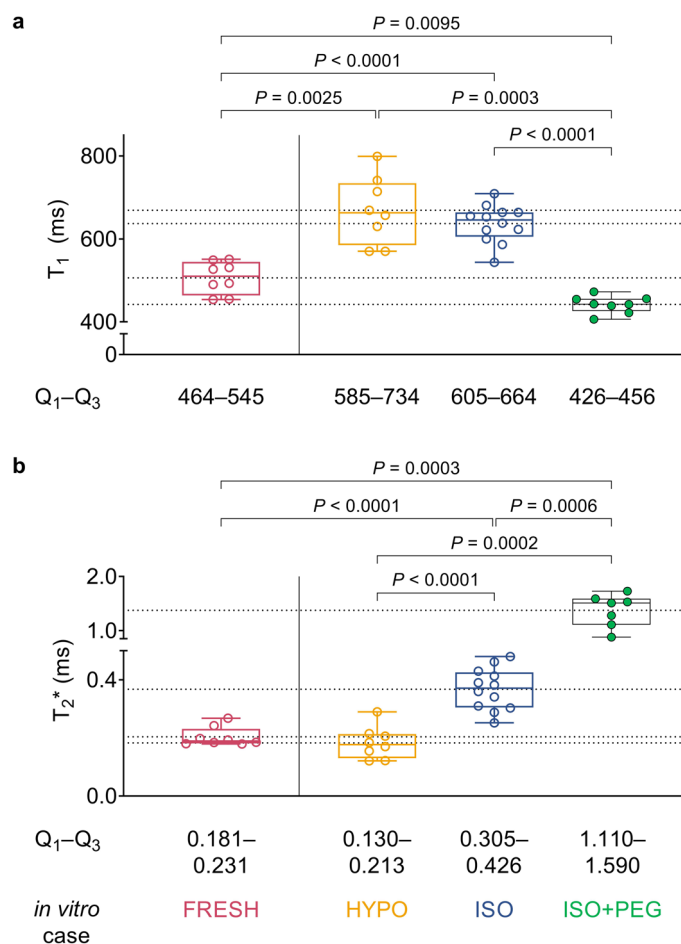 a
P = 0.0095
P < 0.0001
P = 0.0025 P = 0.0003
P < 0.0001
800
600
400
0
T1 (ms)
Q1–Q3 464–545 585–734 605–664 426–456
b
P = 0.0003
P < 0.0001 P = 0.0006
P = 0.0002
P < 0.0001
2.0
1.0
0.4
0.0
T2* (ms)
Q1–Q3 0.181– 0.130– 0.305– 1.110–
0.231 0.213 0.426 1.590
in vitro FRESH HYPO ISO ISO+PEG
case